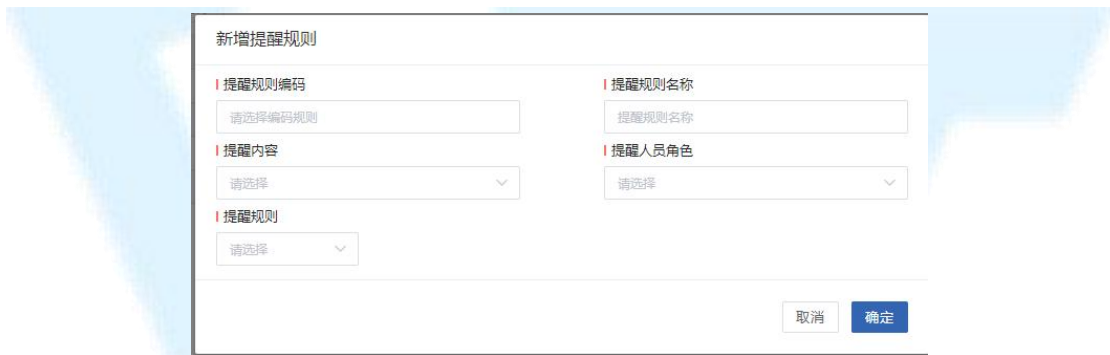 新增提醒规则
提醒规则编码
提醒规则名称
请选择编码规则
提醒规则名称
提醒内容
提醒人员角色
请选择
请选择
提醒规则
请选择
取消
确定